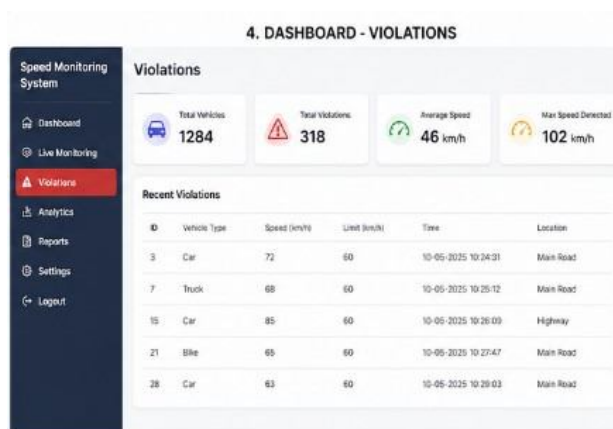 4. DASHBOARD - VIOLATIONS
Speed Monitoring
System
Dashboard
Live Monitoring
Violations
Analytics
Reports
Settings
Logout
Violations
Total Vehicles
1284
Total Violations
318
Average Speed
46 km/h
Max Speed Detected
102 km/h
Recent Violations
ID Vehicle Type Speed (km/h) Limit (km/h) Time Location
3 Car 72 60 10-05-2025 10:24:31 Main Road
7 Truck 68 60 10-05-2025 10:25:12 Main Road
15 Car 85 60 10-05-2025 10:26:09 Highway
21 Bike 65 60 10-05-2025 10:27:47 Main Road
28 Car 63 60 10-05-2025 10:29:03 Main Road